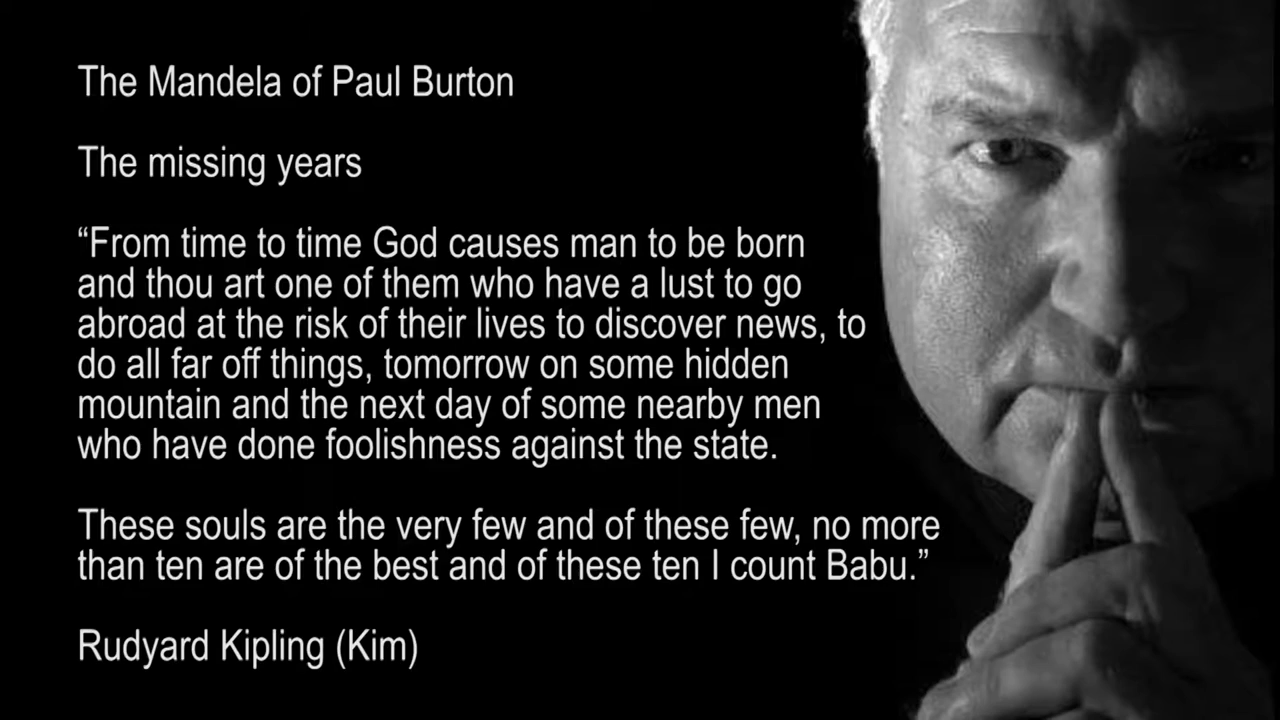 The Mandela of Paul Burton
The missing years
“From time to time God causes man to be born
and thou art one of them who have a lust to go
abroad at the risk of their lives to discover news, to
do all far off things, tomorrow on some hidden
mountain and the next day of some nearby men
who have done foolishness against the state.
These souls are the very few and of these few, no more
than ten are of the best and of these ten I count Babu.”
Rudyard Kipling (Kim)